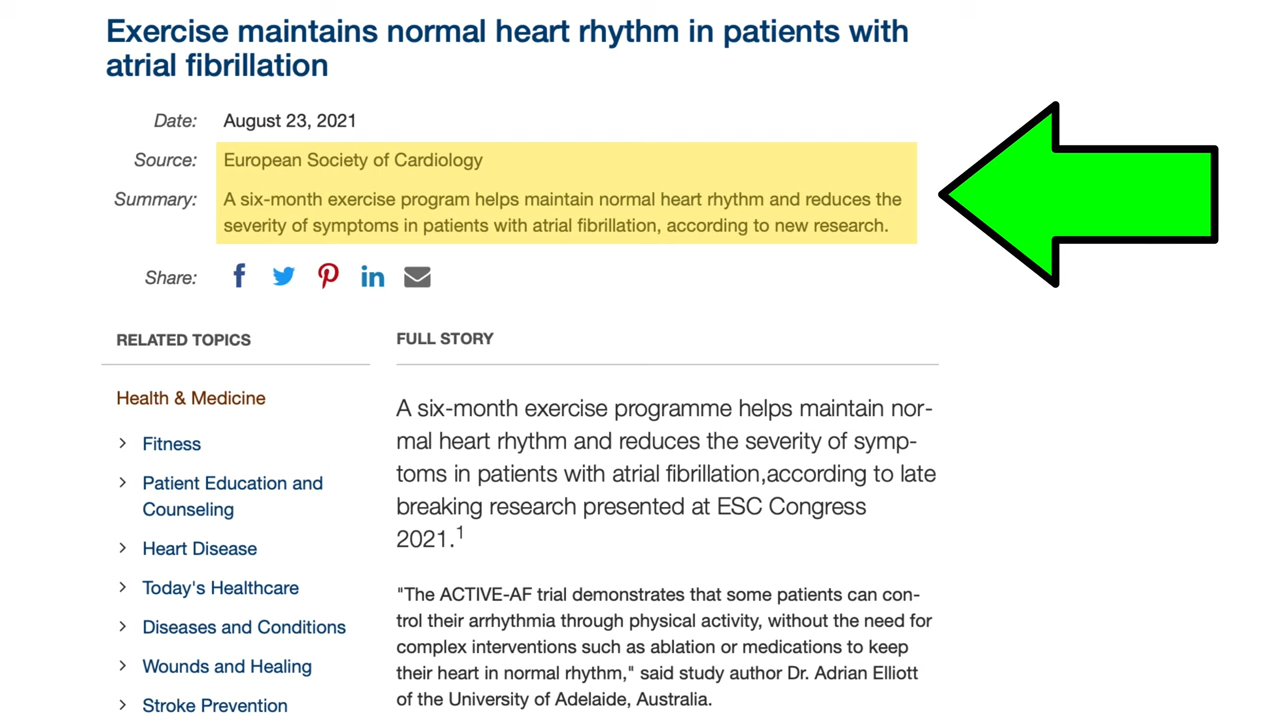 Exercise maintains normal heart rhythm in patients with
atrial fibrillation
Date: August 23, 2021
Source: European Society of Cardiology
Summary: A six-month exercise program helps maintain normal heart rhythm and reduces the
severity of symptoms in patients with atrial fibrillation, according to new research.
Share: f in
RELATED TOPICS
Health & Medicine
Fitness
Patient Education and
Counseling
Heart Disease
Today's Healthcare
Diseases and Conditions
Wounds and Healing
Stroke Prevention
FULL STORY
A six-month exercise programme helps maintain nor-
mal heart rhythm and reduces the severity of symp-
toms in patients with atrial fibrillation,according to late
breaking research presented at ESC Congress
2021.1
"The ACTIVE-AF trial demonstrates that some patients can con-
trol their arrhythmia through physical activity, without the need for
complex interventions such as ablation or medications to keep
their heart in normal rhythm," said study author Dr. Adrian Elliott
of the University of Adelaide, Australia.